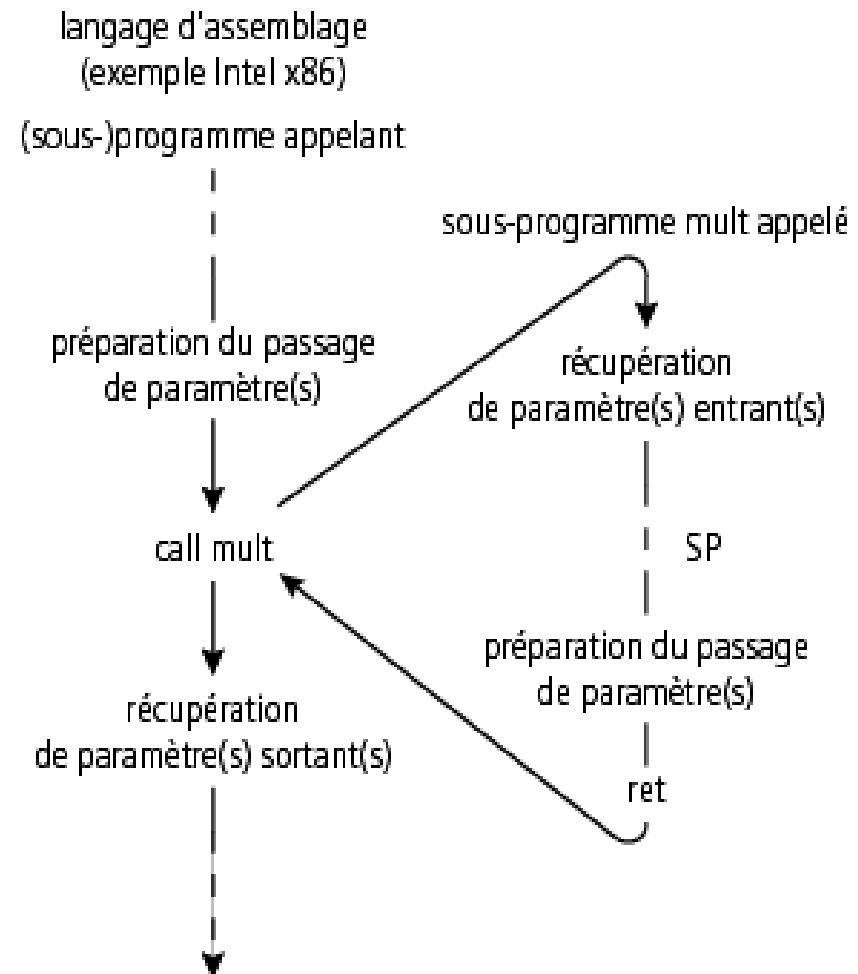 langage d'assemblage
(exemple Intel x86)
(sous-)programme appelant
sous-programme mult appelé
préparation du passage
de paramètre(s)
récupération
de paramètre(s) entrant(s)
call mult
SP
préparation du passage
de paramètre(s)
récupération
de paramètre(s) sortant(s)
ret